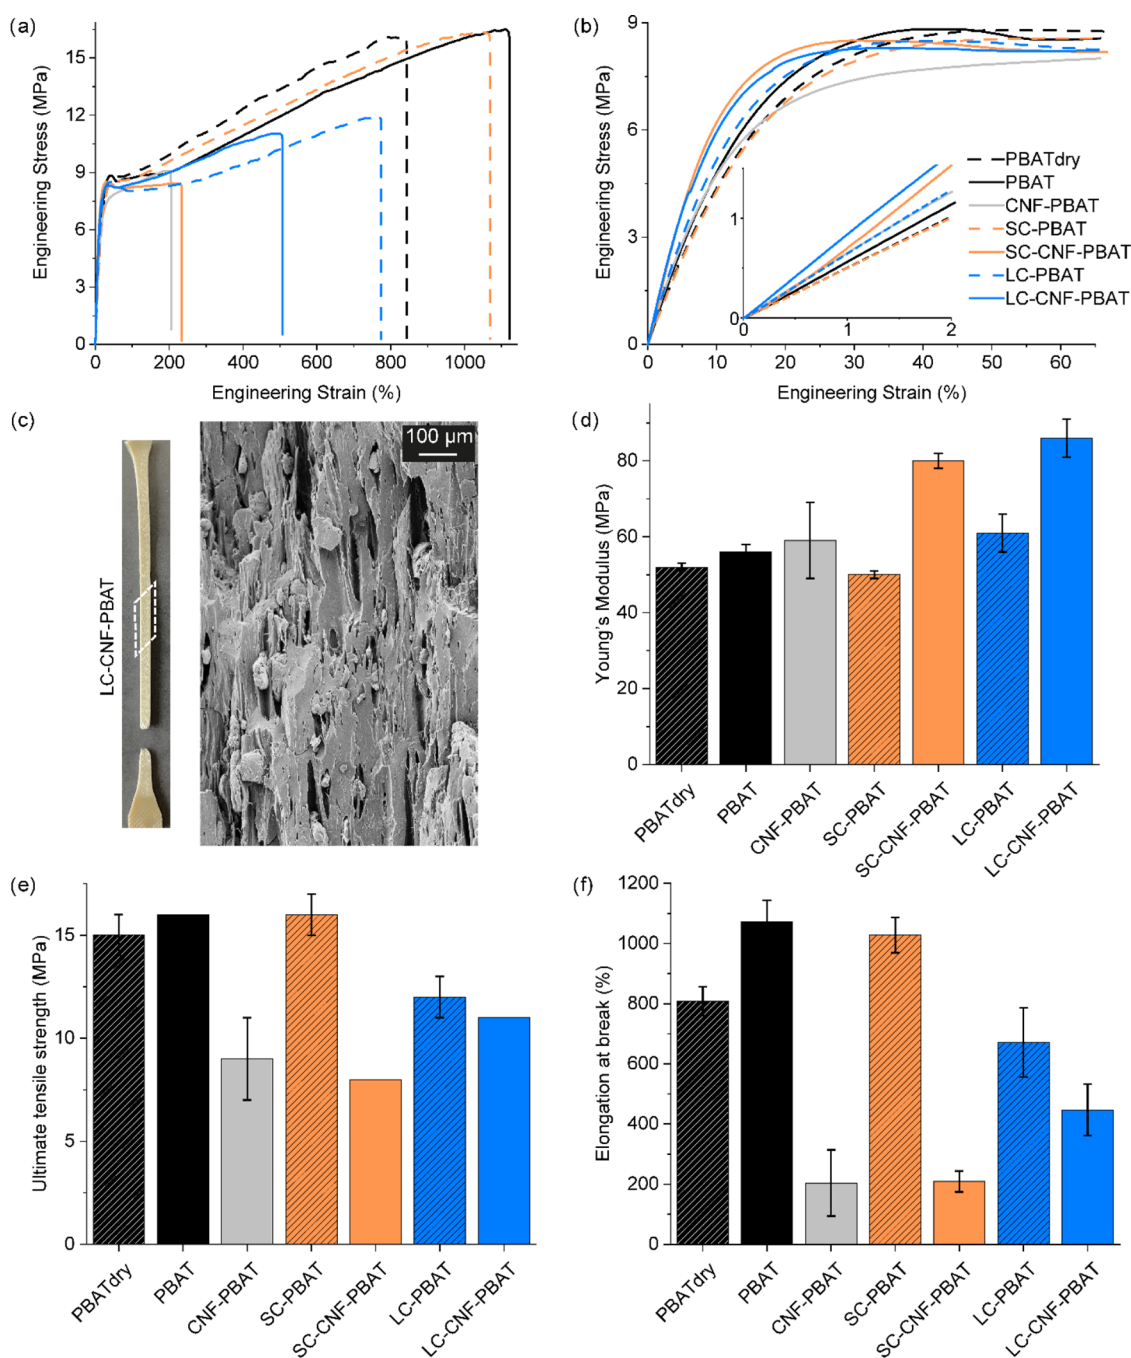 (a)
16
12
9
6
3
0
0
200
400
600
800
1000
Engineering Stress (MPa)
Engineering Strain (%)
(b)
9
6
3
0
0
10
20
30
40
50
60
Engineering Stress (MPa)
Engineering Strain (%)
1
0
0
1
2
PBATdry
PBAT
CNF-PBAT
SC-PBAT
SC-CNF-PBAT
LC-PBAT
LC-CNF-PBAT
(c)
LC-CNF-PBAT
100 µm
(d)
80
60
40
20
0
Young's Modulus (MPa)
PBATdry
PBAT
CNF-PBAT
SC-PBAT
SC-CNF-PBAT
LC-PBAT
LC-CNF-PBAT
(e)
15
10
5
0
Ultimate tensile strength (MPa)
PBATdry
PBAT
CNF-PBAT
SC-PBAT
SC-CNF-PBAT
LC-PBAT
LC-CNF-PBAT
(f)
1200
1000
800
600
400
200
0
Elongation at break (%)
PBATdry
PBAT
CNF-PBAT
SC-PBAT
SC-CNF-PBAT
LC-PBAT
LC-CNF-PBAT